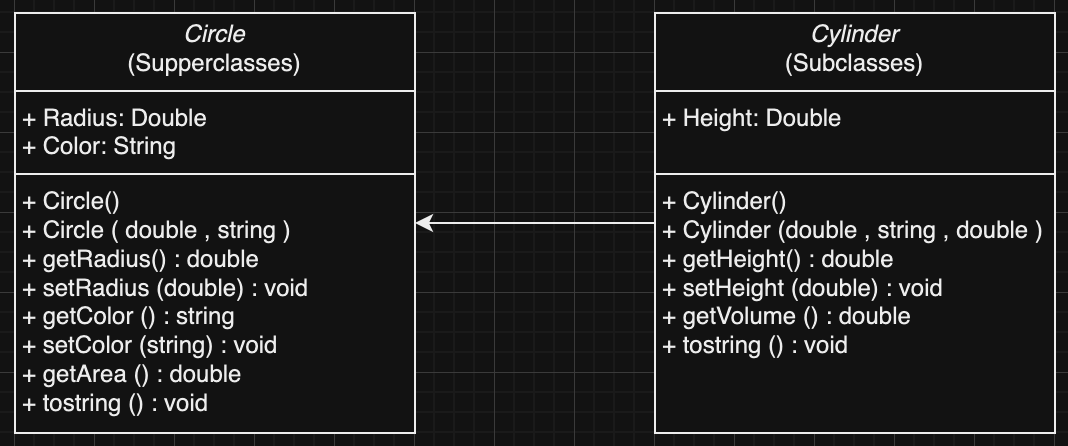 Circle
(Supperclasses)
+ Radius: Double
+ Color: String
+ Circle()
+ Circle ( double , string )
+ getRadius() : double
+ setRadius (double) : void
+ getColor () : string
+ setColor (string) : void
+ getArea () : double
+ tostring () : void
Cylinder
(Subclasses)
+ Height: Double
+ Cylinder()
+ Cylinder (double , string , double )
+ getHeight() : double
+ setHeight (double) : void
+ getVolume () : double
+ tostring () : void